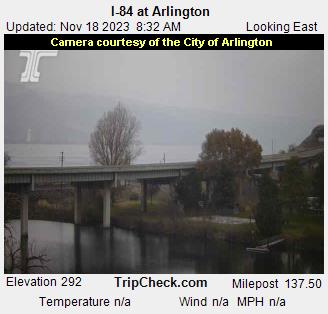 I-84 at Arlington
Updated: Nov 18 2023 8:32 AM Looking East
Camera courtesy of the City of Arlington
Elevation 292 TripCheck.com Milepost 137.50
Temperature n/a Wind n/a MPH n/a